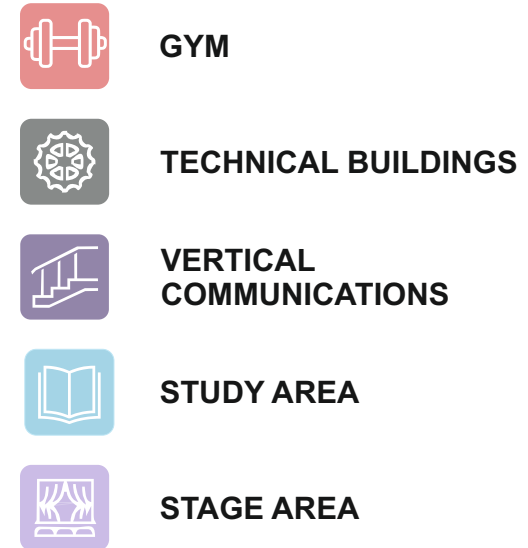 GYM
TECHNICAL BUILDINGS
VERTICAL
COMMUNICATIONS
STUDY AREA
STAGE AREA